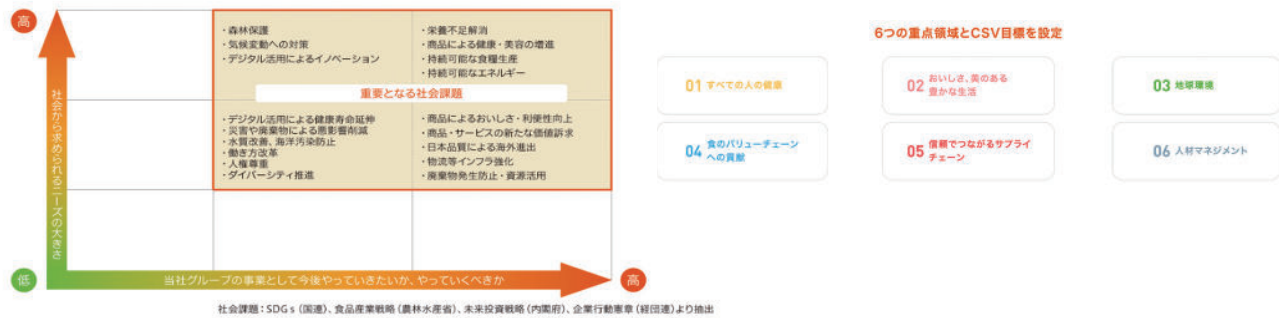 高
社会から求められるニーズの大きさ
低
・森林保護
・気候変動への対策
・デジタル活用によるイノベーション
・栄養不足解消
・商品による健康・美容の増進
・持続可能な食糧生産
・持続可能なエネルギー
重要となる社会課題
・デジタル活用による健康寿命延伸
・災害や廃棄物による悪影響削減
・水質改善、海洋汚染防止
・働き方改革
・人権尊重
・ダイバーシティ推進
・商品によるおいしさ・利便性向上
・商品・サービスの新たな価値訴求
・日本品質による海外進出
・物流等インフラ強化
・廃棄物発生防止・資源活用
当社グループの事業として今後やっていきたいか、やっていくべきか
高
社会課題：SDGｓ（国連）、食品産業戦略（農林水産省）、未来投資戦略（内閣府）、企業行動憲章（経団連）より抽出
6つの重点領域とCSV目標を設定
01 すべての人の健康
02 おいしさ、美のある
豊かな生活
03 地球環境
04 食のバリューチェーン
への貢献
05 信頼でつながるサプライ
チェーン
06 人材マネジメント